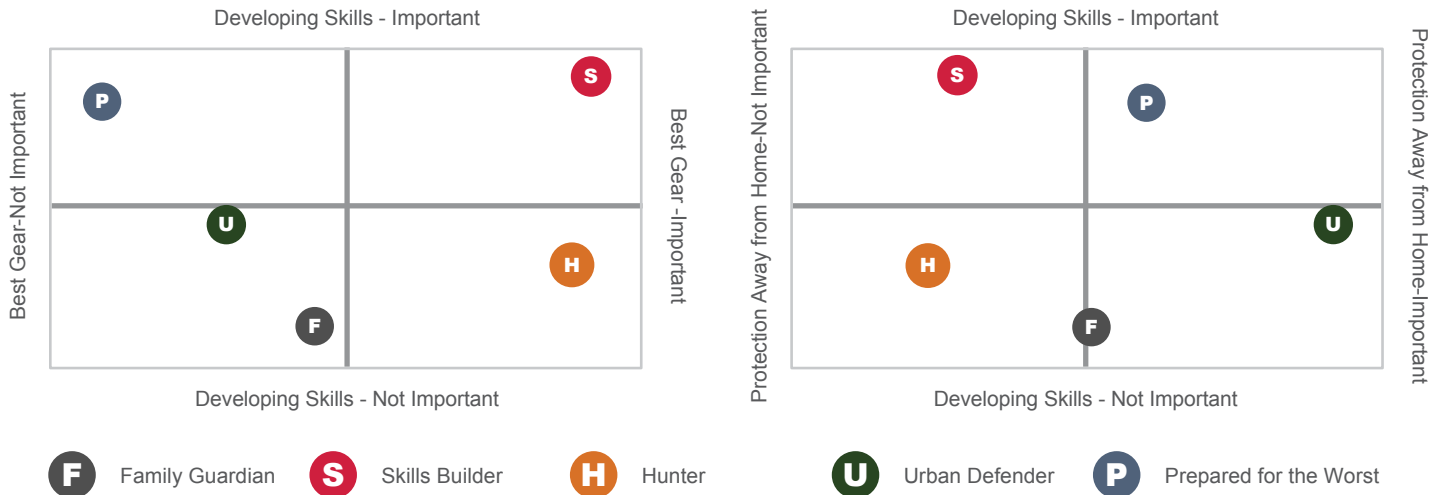 Developing Skills - Important
Best Gear-Not Important
P
S
U
H
F
Best Gear -Important
Developing Skills - Not Important
Developing Skills - Important
Protection Away from Home-Not Important
S
P
U
H
F
Protection Away from Home-Important
Developing Skills - Not Important
F Family Guardian
S Skills Builder
H Hunter
U Urban Defender
P Prepared for the Worst